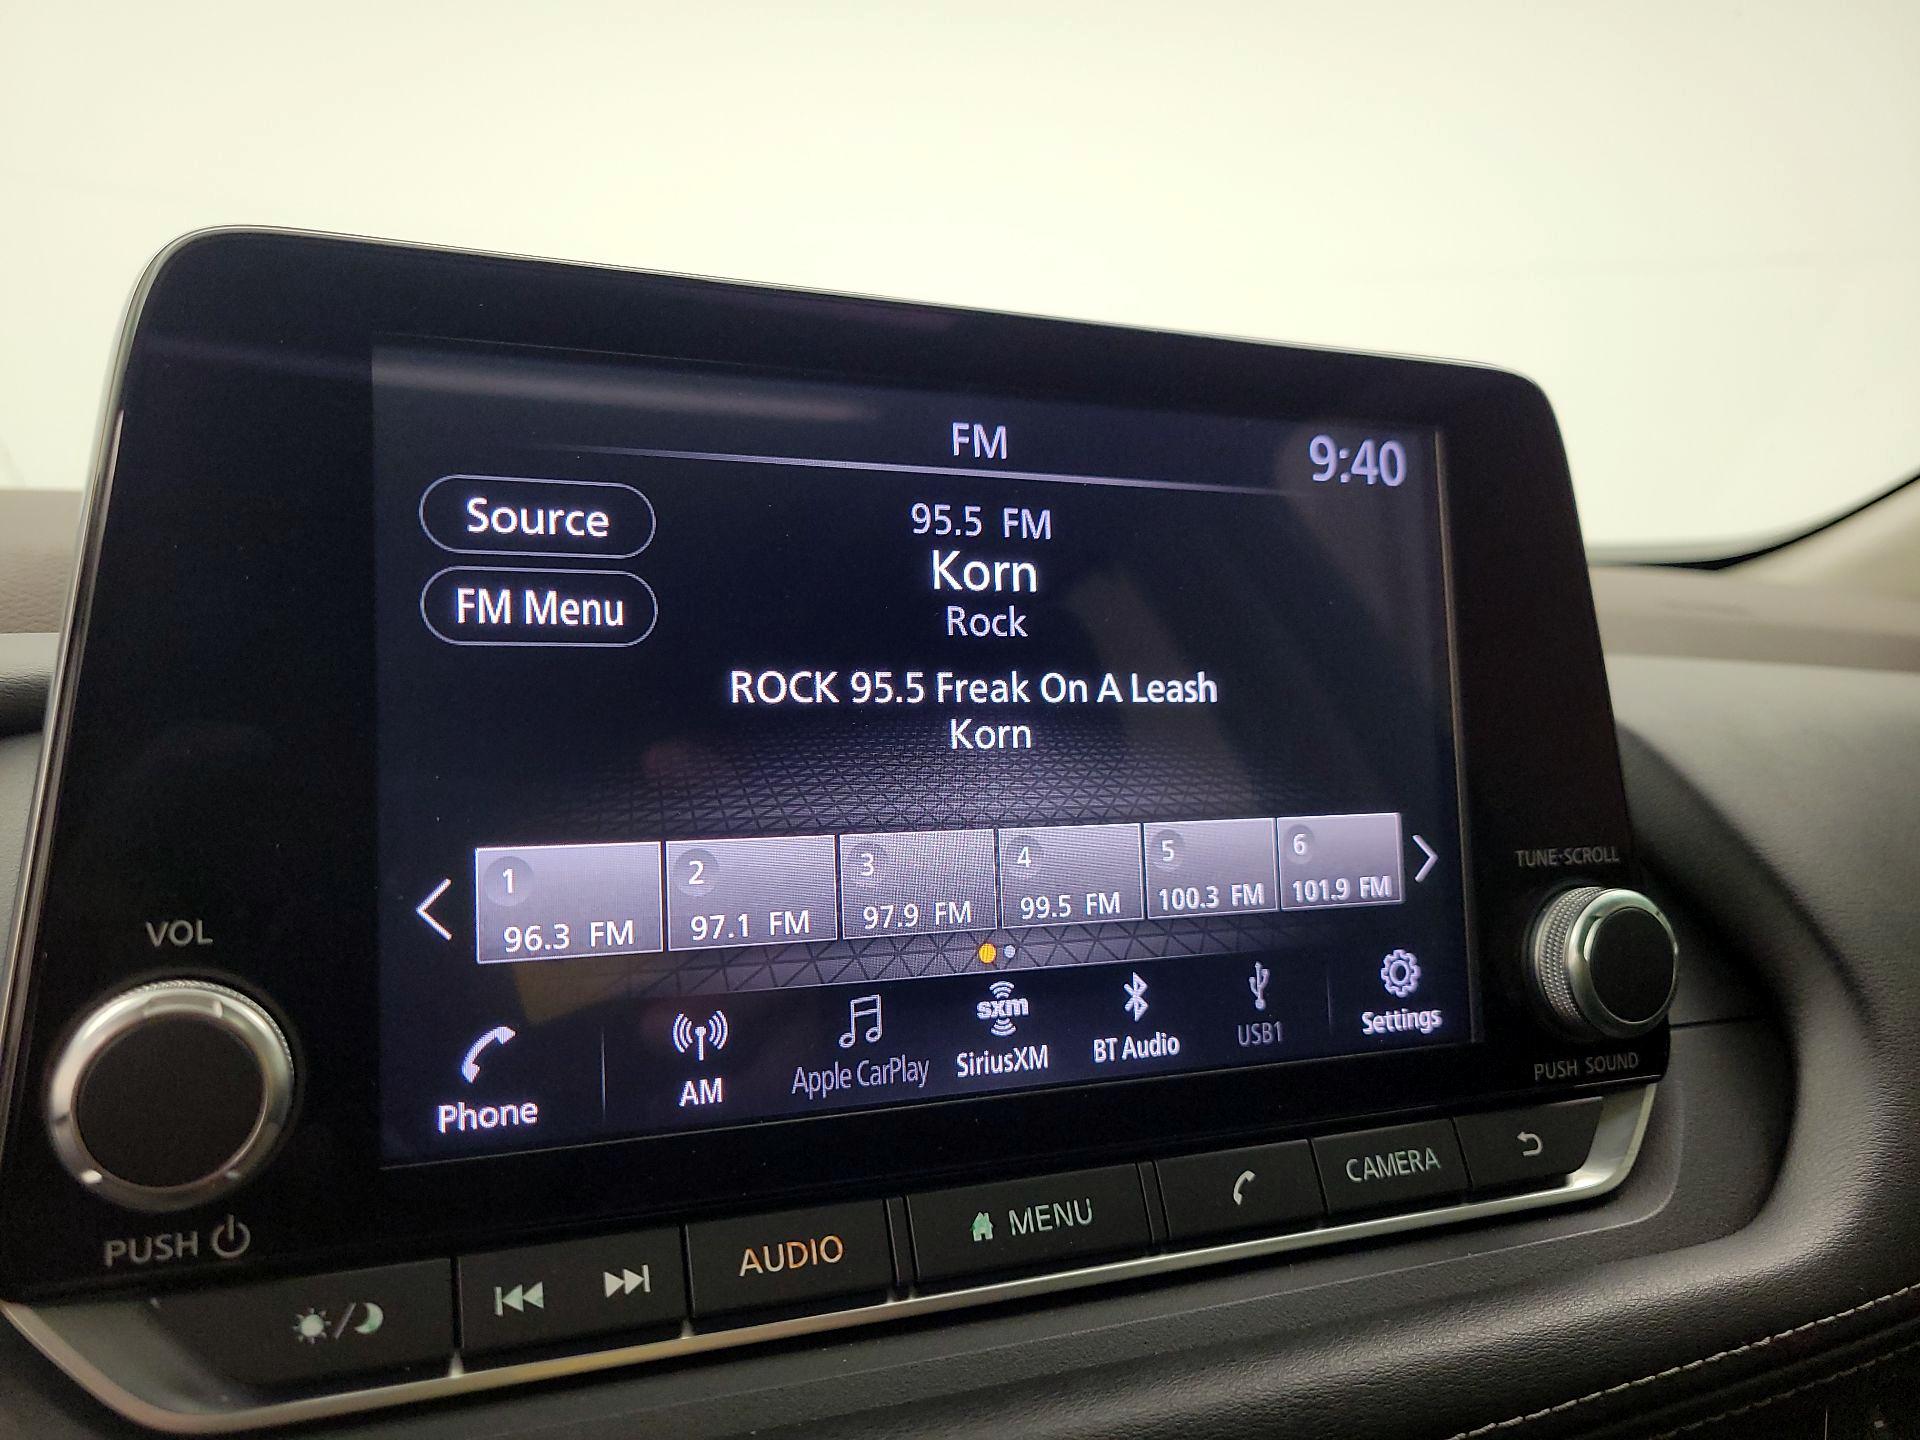 FM
9:40
Source
95.5 FM
Korn
FM Menu
Rock
ROCK 95.5 Freak On A Leash
Korn
1
96.3 FM
2
97.1 FM
3
97.9 FM
4
99.5 FM
5
100.3 FM
6
101.9 FM
Phone
AM
Apple CarPlay
sxm
SiriusXM
BT Audio
USB1
Settings
VOL
PUSH
TUNE·SCROLL
PUSH SOUND
AUDIO
MENU
CAMERA